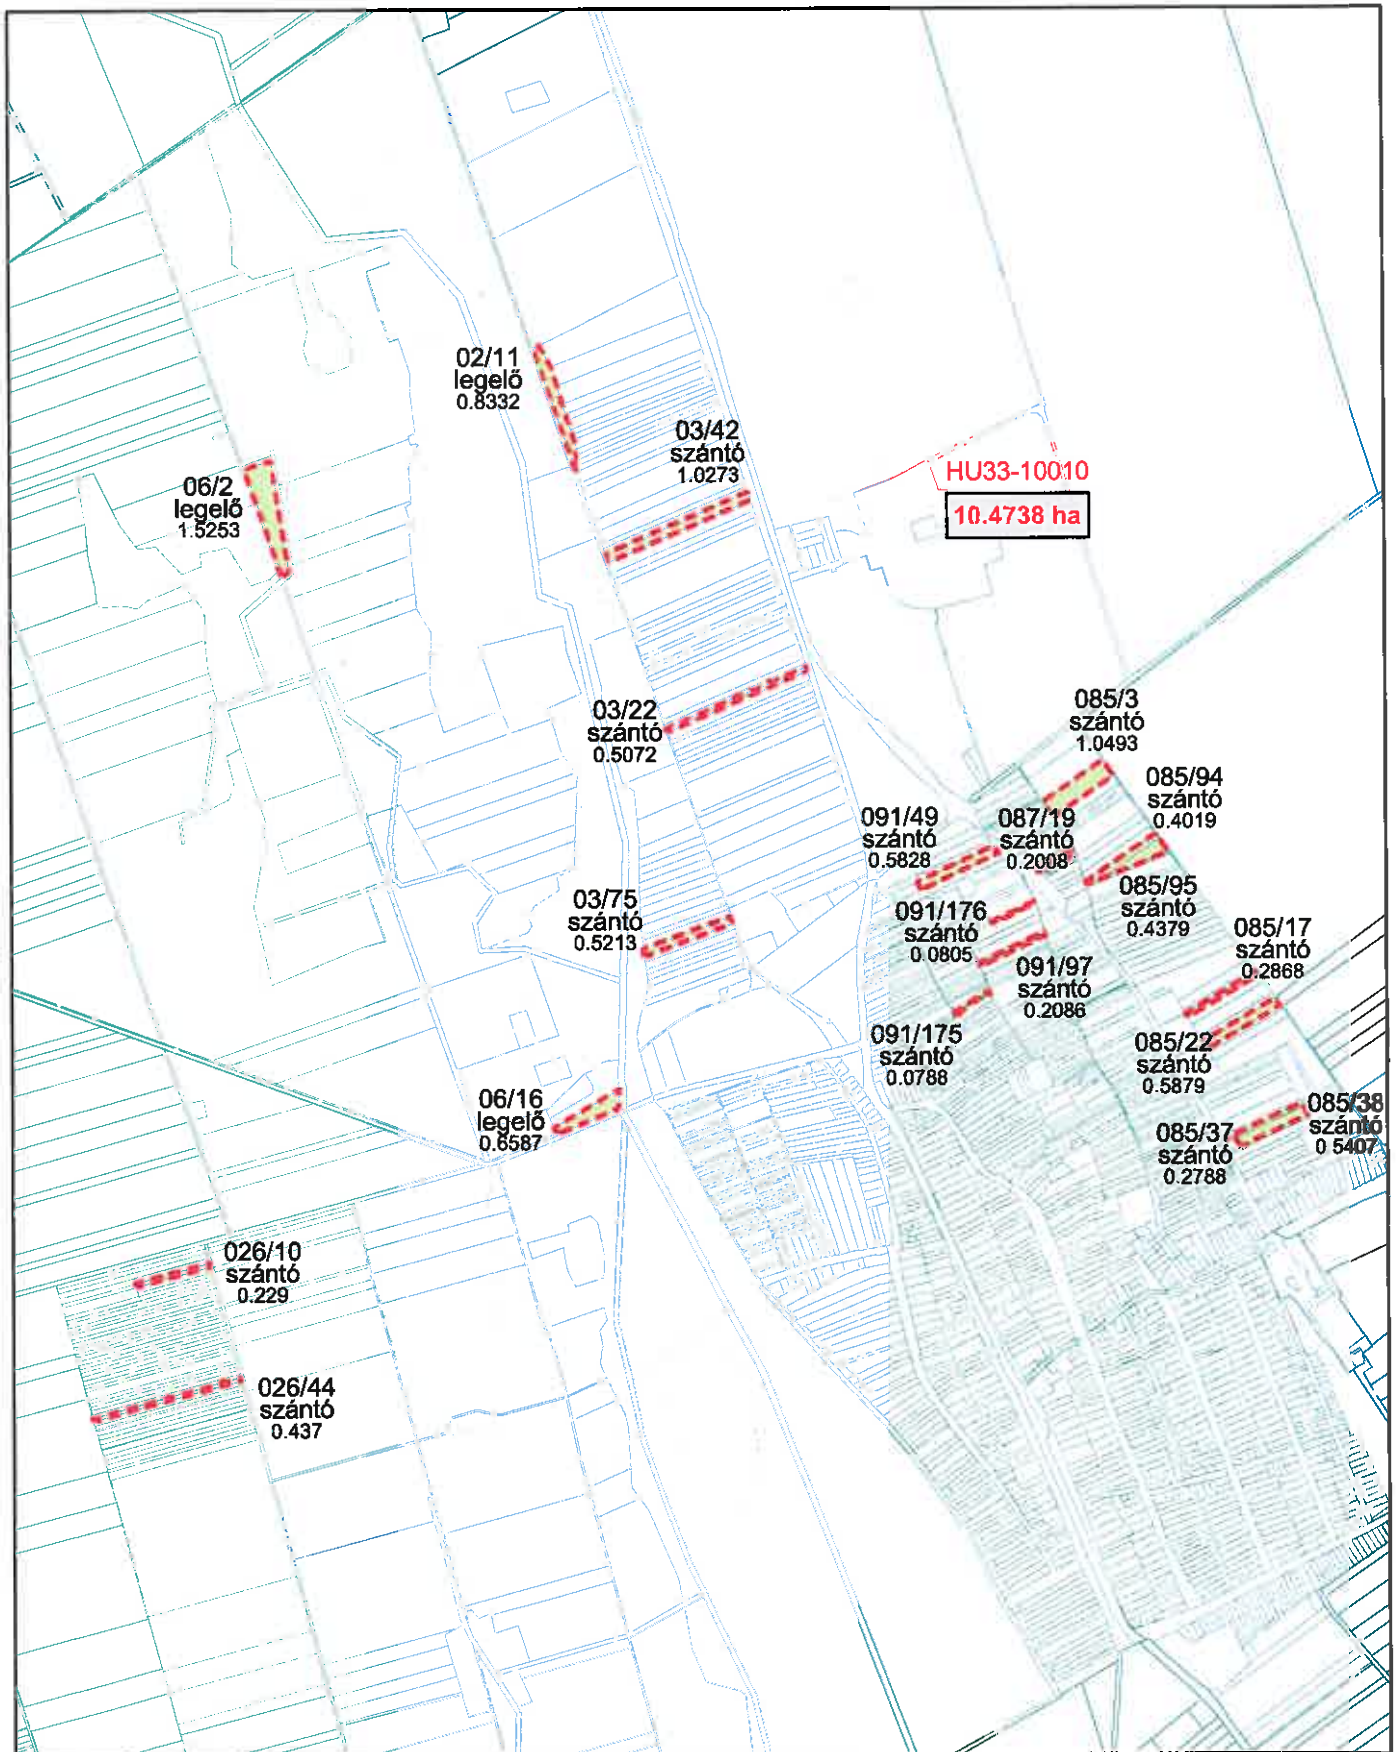 02/11
legelő
0.8332
03/42
szántó
1.0273
HU33-10010
10.4738 ha
06/2
legelő
1.5253
03/22
szántó
0.5072
085/3
szántó
1.0493
085/94
szántó
0.4019
091/49
szántó
0.5828
087/19
szántó
0.2008
085/95
szántó
0.4379
03/75
szántó
0.5213
091/176
szántó
0.0805
085/17
szántó
0.2868
091/97
szántó
0.2086
091/175
szántó
0.0788
085/22
szántó
0.5879
06/16
legelő
0.6587
085/38
szántó
0 5407
085/37
szántó
0.2788
026/10
szántó
0.229
026/44
szántó
0.437